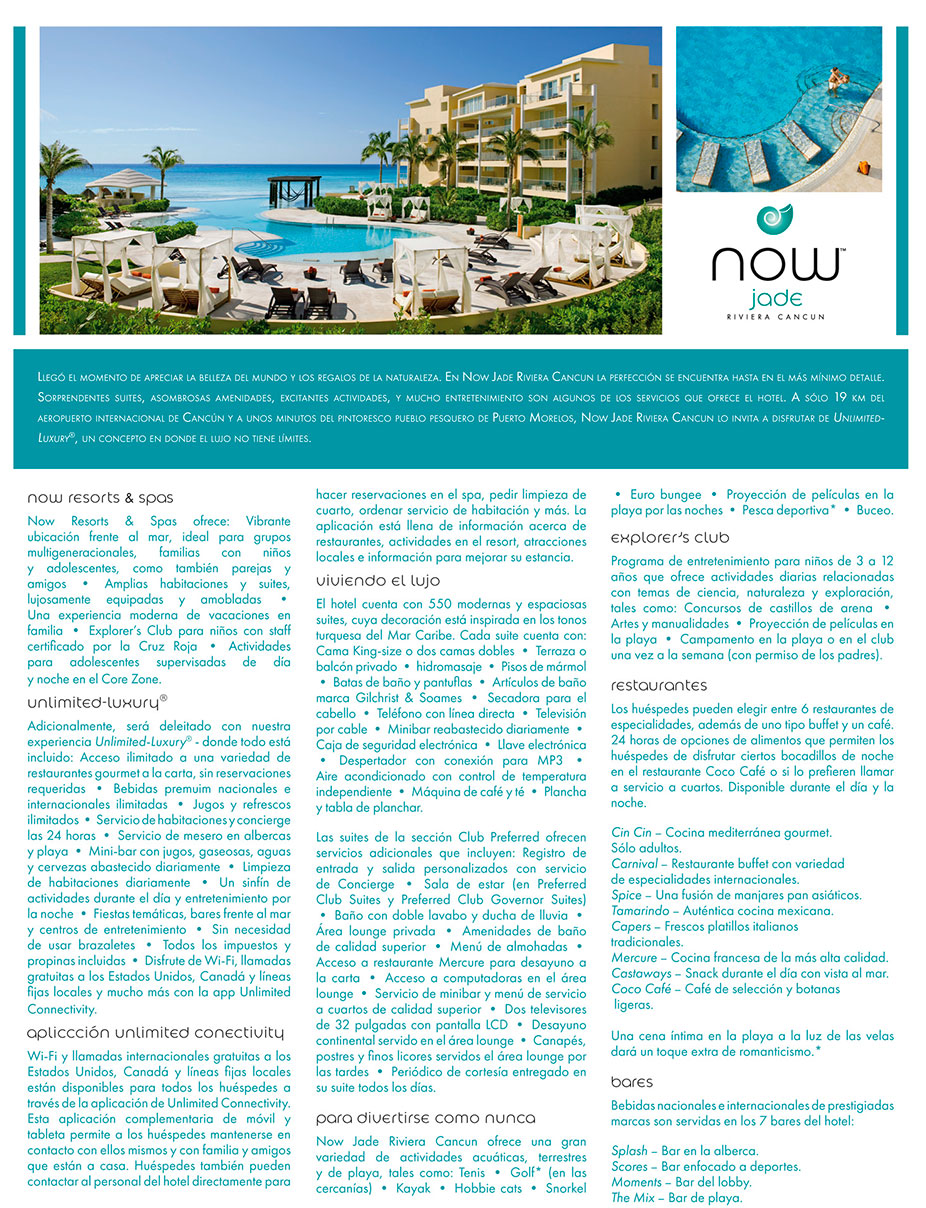 now™
jade
RIVIERA CANCUN
LLEGÓ EL MOMENTO DE APRECIAR LA BELLEZA DEL MUNDO Y LOS REGALOS DE LA NATURALEZA. EN NOW JADE RIVIERA CANCUN LA PERFECCIÓN SE ENCUENTRA HASTA EN EL MÁS MÍNIMO DETALLE.
SORPRENDENTES SUITES, ASOMBROSAS AMENIDADES, EXCITANTES ACTIVIDADES, Y MUCHO ENTRETENIMIENTO SON ALGUNOS DE LOS SERVICIOS QUE OFRECE EL HOTEL. A SÓLO 19 KM DEL
AEROPUERTO INTERNACIONAL DE CANCÚN Y A UNOS MINUTOS DEL PINTORESCO PUEBLO PESQUERO DE PUERTO MORELOS, NOW JADE RIVIERA CANCUN LO INVITA A DISFRUTAR DE UNLIMITED-
LUXURY®, UN CONCEPTO EN DONDE EL LUJO NO TIENE LÍMITES.
now resorts & spas
Now Resorts & Spas ofrece: Vibrante
ubicación frente al mar, ideal para grupos
multigeneracionales, familias con niños
y adolescentes, como también parejas y
amigos • Amplias habitaciones y suites,
lujosamente equipadas y amobladas •
Una experiencia moderna de vacaciones en
familia • Explorer's Club para niños con staff
certificado por la Cruz Roja • Actividades
para adolescentes supervisadas de día
y noche en el Core Zone.
unlimited-luxury®
Adicionalmente, será deleitado con nuestra
experiencia Unlimited-Luxury® - donde todo está
incluido: Acceso ilimitado a una variedad de
restaurantes gourmet a la carta, sin reservaciones
requeridas • Bebidas premuim nacionales e
internacionales ilimitadas • Jugos y refrescos
ilimitados • Servicio de habitaciones y concierge
las 24 horas • Servicio de mesero en albercas
y playa • Mini-bar con jugos, gaseosas, aguas
y cervezas abastecido diariamente • Limpieza
de habitaciones diariamente • Un sinfín de
actividades durante el día y entretenimiento por
la noche • Fiestas temáticas, bares frente al mar
y centros de entretenimiento • Sin necesidad
de usar brazaletes • Todos los impuestos y
propinas incluidas • Disfrute de Wi-Fi, llamadas
gratuitas a los Estados Unidos, Canadá y líneas
fijas locales y mucho más con la app Unlimited
Connectivity.
apliccción unlimited conectivity
Wi-Fi y llamadas internacionales gratuitas a los
Estados Unidos, Canadá y líneas fijas locales
están disponibles para todos los huéspedes a
través de la aplicación de Unlimited Connectivity.
Esta aplicación complementaria de móvil y
tableta permite a los huéspedes mantenerse en
contacto con ellos mismos y con familia y amigos
que están a casa. Huéspedes también pueden
contactar al personal del hotel directamente para
hacer reservaciones en el spa, pedir limpieza de
cuarto, ordenar servicio de habitación y más. La
aplicación está llena de información acerca de
restaurantes, actividades en el resort, atracciones
locales e información para mejorar su estancia.
viviendo el lujo
El hotel cuenta con 550 modernas y espaciosas
suites, cuya decoración está inspirada en los tonos
turquesa del Mar Caribe. Cada suite cuenta con:
Cama King-size o dos camas dobles • Terraza o
balcón privado • hidromasaje • Pisos de mármol
• Batas de baño y pantuflas • Artículos de baño
marca Gilchrist & Soames • Secadora para el
cabello • Teléfono con línea directa • Televisión
por cable • Minibar reabastecido diariamente •
Caja de seguridad electrónica • Llave electrónica
• Despertador con conexión para MP3 •
Aire acondicionado con control de temperatura
independiente • Máquina de café y té • Plancha
y tabla de planchar.
Las suites de la sección Club Preferred ofrecen
servicios adicionales que incluyen: Registro de
entrada y salida personalizados con servicio
de Concierge • Sala de estar (en Preferred
Club Suites y Preferred Club Governor Suites)
• Baño con doble lavabo y ducha de lluvia •
Área lounge privada • Amenidades de baño
de calidad superior • Menú de almohadas •
Acceso a restaurante Mercure para desayuno a
la carta • Acceso a computadoras en el área
lounge • Servicio de minibar y menú de servicio
a cuartos de calidad superior • Dos televisores
de 32 pulgadas con pantalla LCD • Desayuno
continental servido en el área lounge • Canapés,
postres y finos licores servidos el área lounge por
las tardes • Periódico de cortesía entregado en
su suite todos los días.
para divertirse como nunca
Now Jade Riviera Cancun ofrece una gran
variedad de actividades acuáticas, terrestres
y de playa, tales como: Tenis • Golf* (en las
cercanías) • Kayak • Hobbie cats • Snorkel
• Euro bungee • Proyección de películas en la
playa por las noches • Pesca deportiva* • Buceo.
explorer's club
Programa de entretenimiento para niños de 3 a 12
años que ofrece actividades diarias relacionadas
con temas de ciencia, naturaleza y exploración,
tales como: Concursos de castillos de arena •
Artes y manualidades • Proyección de películas en
la playa • Campamento en la playa o en el club
una vez a la semana (con permiso de los padres).
restaurantes
Los huéspedes pueden elegir entre 6 restaurantes de
especialidades, además de uno tipo buffet y un café.
24 horas de opciones de alimentos que permiten los
huéspedes de disfrutar ciertos bocadillos de noche
en el restaurante Coco Café o si lo prefieren llamar
a servicio a cuartos. Disponible durante el día y la
noche.
Cin Cin – Cocina mediterránea gourmet.
Sólo adultos.
Carnival – Restaurante buffet con variedad
de especialidades internacionales.
Spice – Una fusión de manjares pan asiáticos.
Tamarindo – Auténtica cocina mexicana.
Capers – Frescos platillos italianos
tradicionales.
Mercure – Cocina francesa de la más alta calidad.
Castaways – Snack durante el día con vista al mar.
Coco Café – Café de selección y botanas
ligeras.
Una cena íntima en la playa a la luz de las velas
dará un toque extra de romanticismo.*
bares
Bebidas nacionales e internacionales de prestigiadas
marcas son servidas en los 7 bares del hotel:
Splash – Bar en la alberca.
Scores – Bar enfocado a deportes.
Moments – Bar del lobby.
The Mix – Bar de playa.